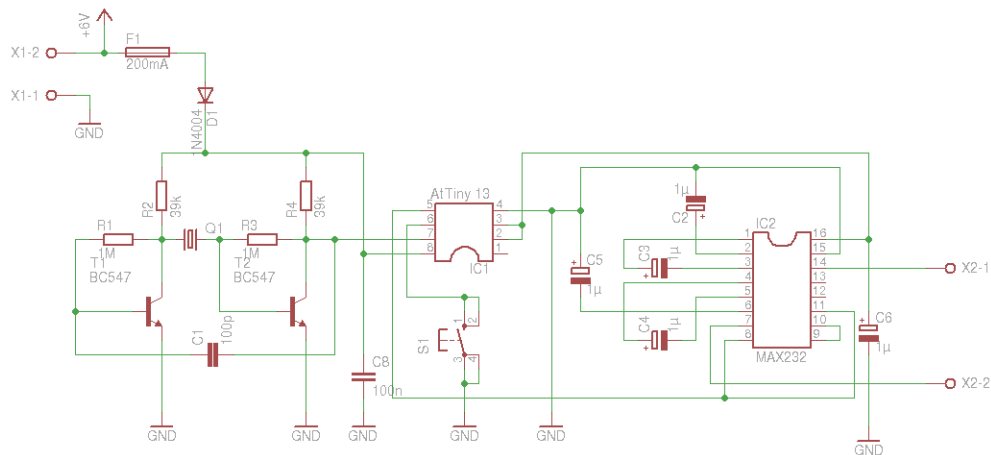 +6V
X1-2
F1
200mA
X1-1
GND
1N4004
D1
R2
39k
R4
39k
R1
1M
Q1
R3
1M
T1
BC547
T2
BC547
C1
100p
GND
GND
C8
100n
GND
AtTiny 13
5 4
6 3
7 2
8 1
IC1
S1
1 2
3 4
GND
GND
C5
1µ
1µ
C2
C3
1µ
C4
1µ
IC2
1 16
2 15
3 14
4 13
5 12
6 11
7 10
8 9
MAX232
C6
1µ
GND
X2-1
X2-2